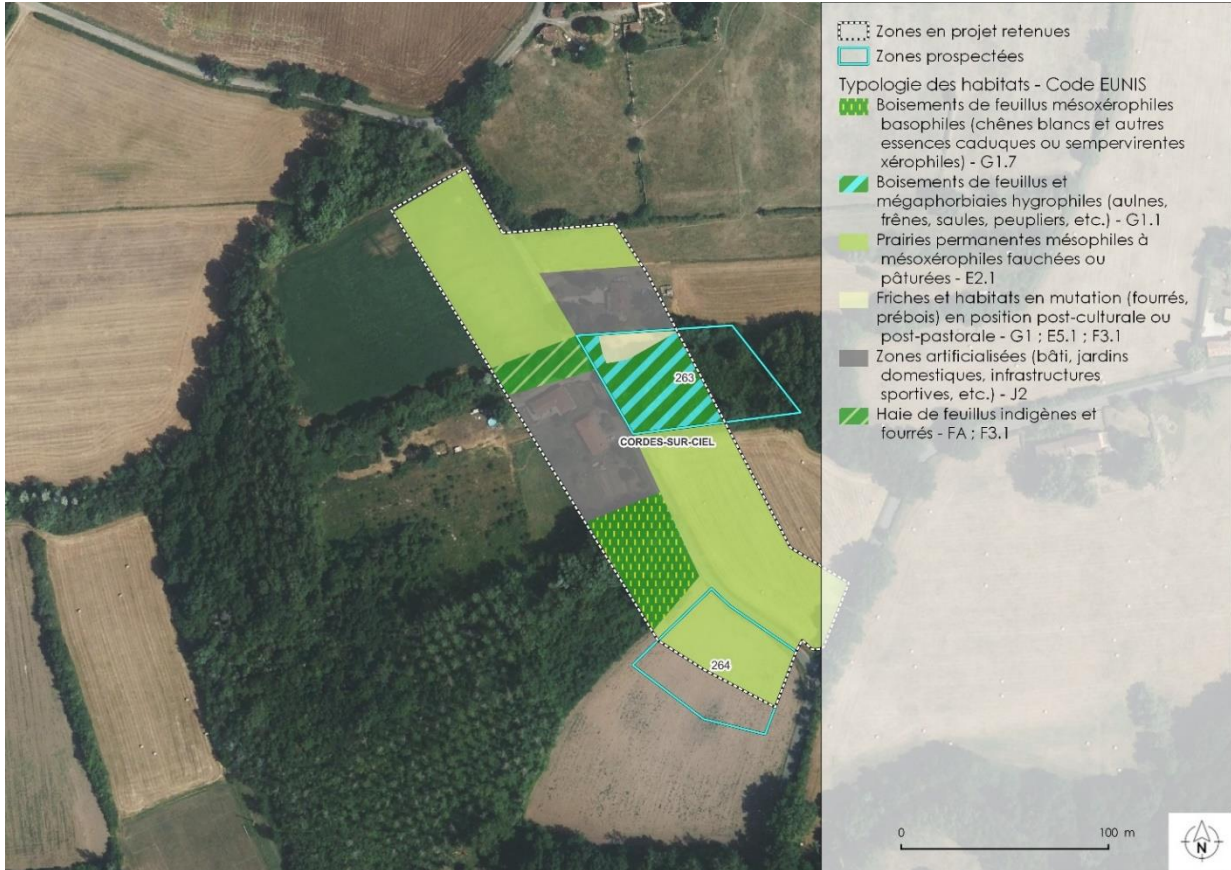 Zones en projet retenues
Zones prospectées
Typologie des habitats - Code EUNIS
Boisements de feuillus mésoxérophiles
basophiles (chênes blancs et autres
essences caduques ou sempervirentes
xérophiles) - G1.7
Boisements de feuillus et
mégaphorbiaies hygrophiles (aulnes,
frênes, saules, peupliers, etc.) - G1.1
Prairies permanentes mésophiles à
mésoxérophiles fauchées ou
pâturées - E2.1
Friches et habitats en mutation (fourrés,
prébois) en position post-culturale ou
post-pastorale - G1 ; E5.1 ; F3.1
Zones artificialisées (bâti, jardins
domestiques, infrastructures
sportives, etc.) - J2
Haie de feuillus indigènes et
fourrés - FA ; F3.1
263
CORDES-SUR-CIEL
264
0 100 m
N